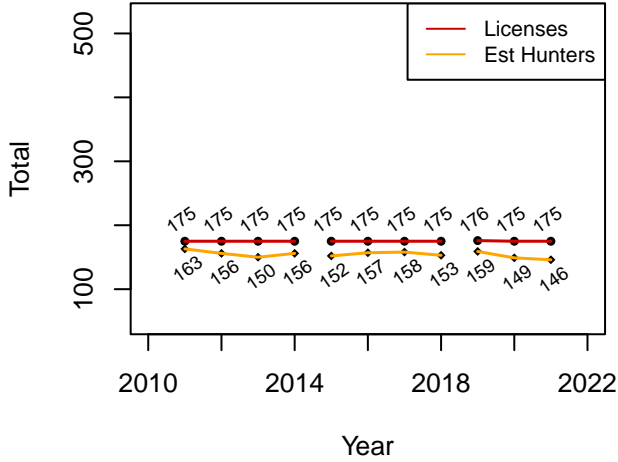 Licenses
Est Hunters
500
300
100
Total
175 175 175 175 175 175 175 175 176 175 175
163 156 150 156 152 157 158 153 159 149 146
2010 2014 2018 2022
Year